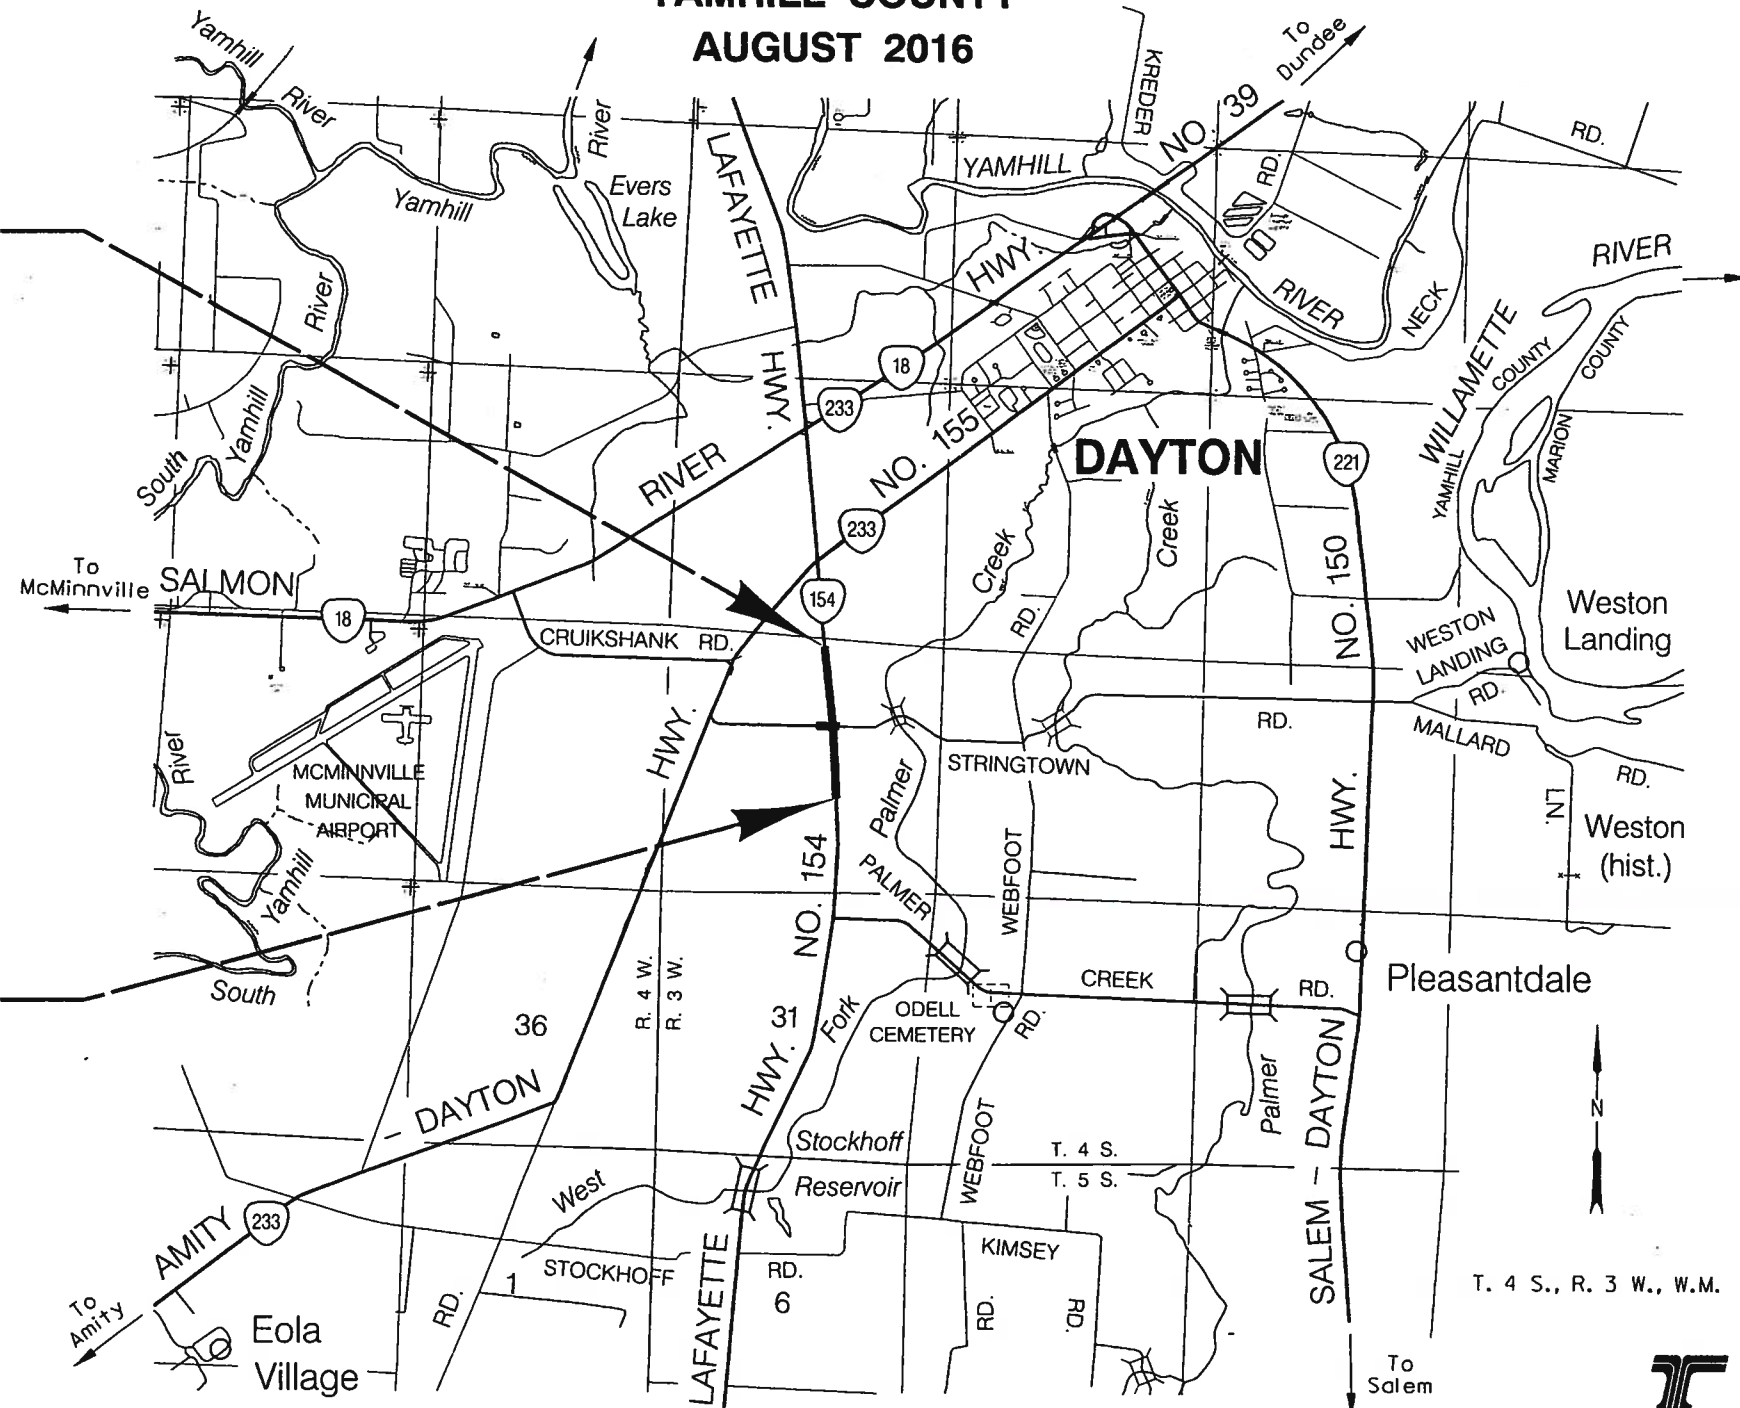 YAMHILL COUNTY
AUGUST 2016
To
Dundee
Yamhill
River
River
KREDER
NO. 39
RD.
RD.
LAFAYETTE
HWY.
YAMHILL
Evers
Lake
Yamhill
River
HWY.
RIVER
NECK
RIVER
WILLAMETTE
COUNTY
COUNTY
YAMHILL
MARION
18
233
RIVER
NO. 155
DAYTON
221
South
Yamhill
233
Creek
Creek
NO. 150
To
McMinnville
SALMON
18
154
CRUIKSHANK RD.
RD.
WESTON
LANDING
RD.
Weston
Landing
HWY.
RD.
MALLARD
RD.
STRINGTOWN
River
MCMINNVILLE
MUNICIPAL
AIRPORT
Palmer
HWY.
LN.
Weston
(hist.)
Yamhill
NO. 154
PALMER
WEBFOOT
South
R. 4 W.
R. 3 W.
CREEK
RD.
Pleasantdale
36
31
Fork
ODELL
CEMETERY
RD.
HWY.
DAYTON
Palmer
SALEM - DAYTON
N
Stockhoff
Reservoir
WEBFOOT
T. 4 S.
T. 5 S.
West
AMITY
233
STOCKHOFF
RD.
KIMSEY
1
6
T. 4 S., R. 3 W., W.M.
To
Amity
Eola
Village
RD.
LAFAYETTE
RD.
RD.
To
Salem